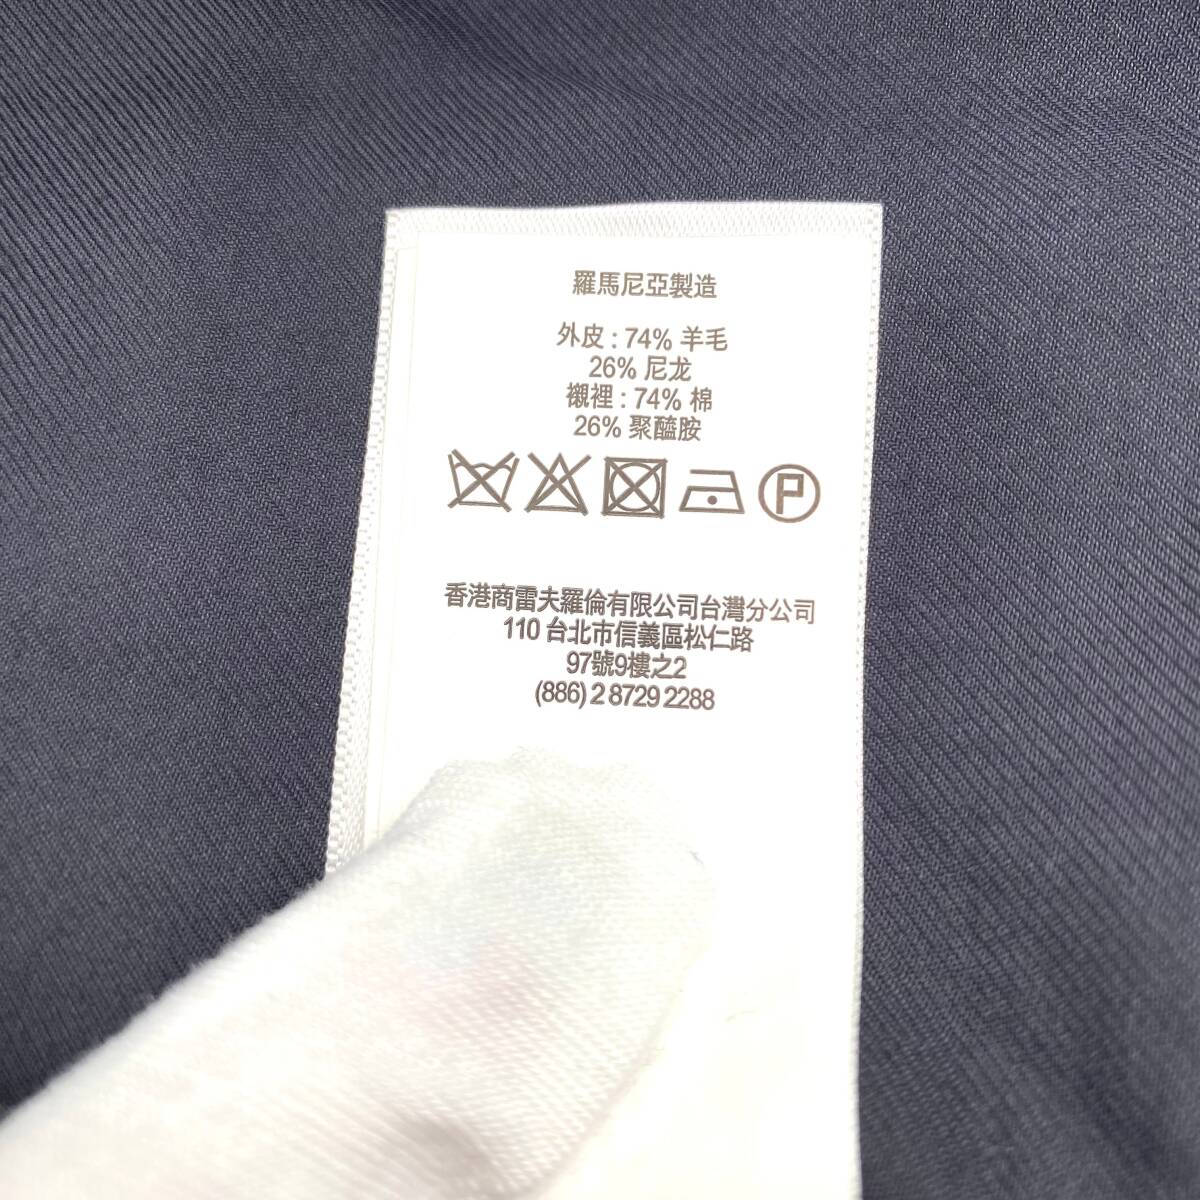 羅馬尼亞製造
外皮 : 74% 羊毛
26% 尼龙
襯裡 : 74% 棉
26% 聚醯胺
P
香港商雷夫羅倫有限公司台灣分公司
110 台北市信義區松仁路
97號9樓之2
(886) 2 8729 2288